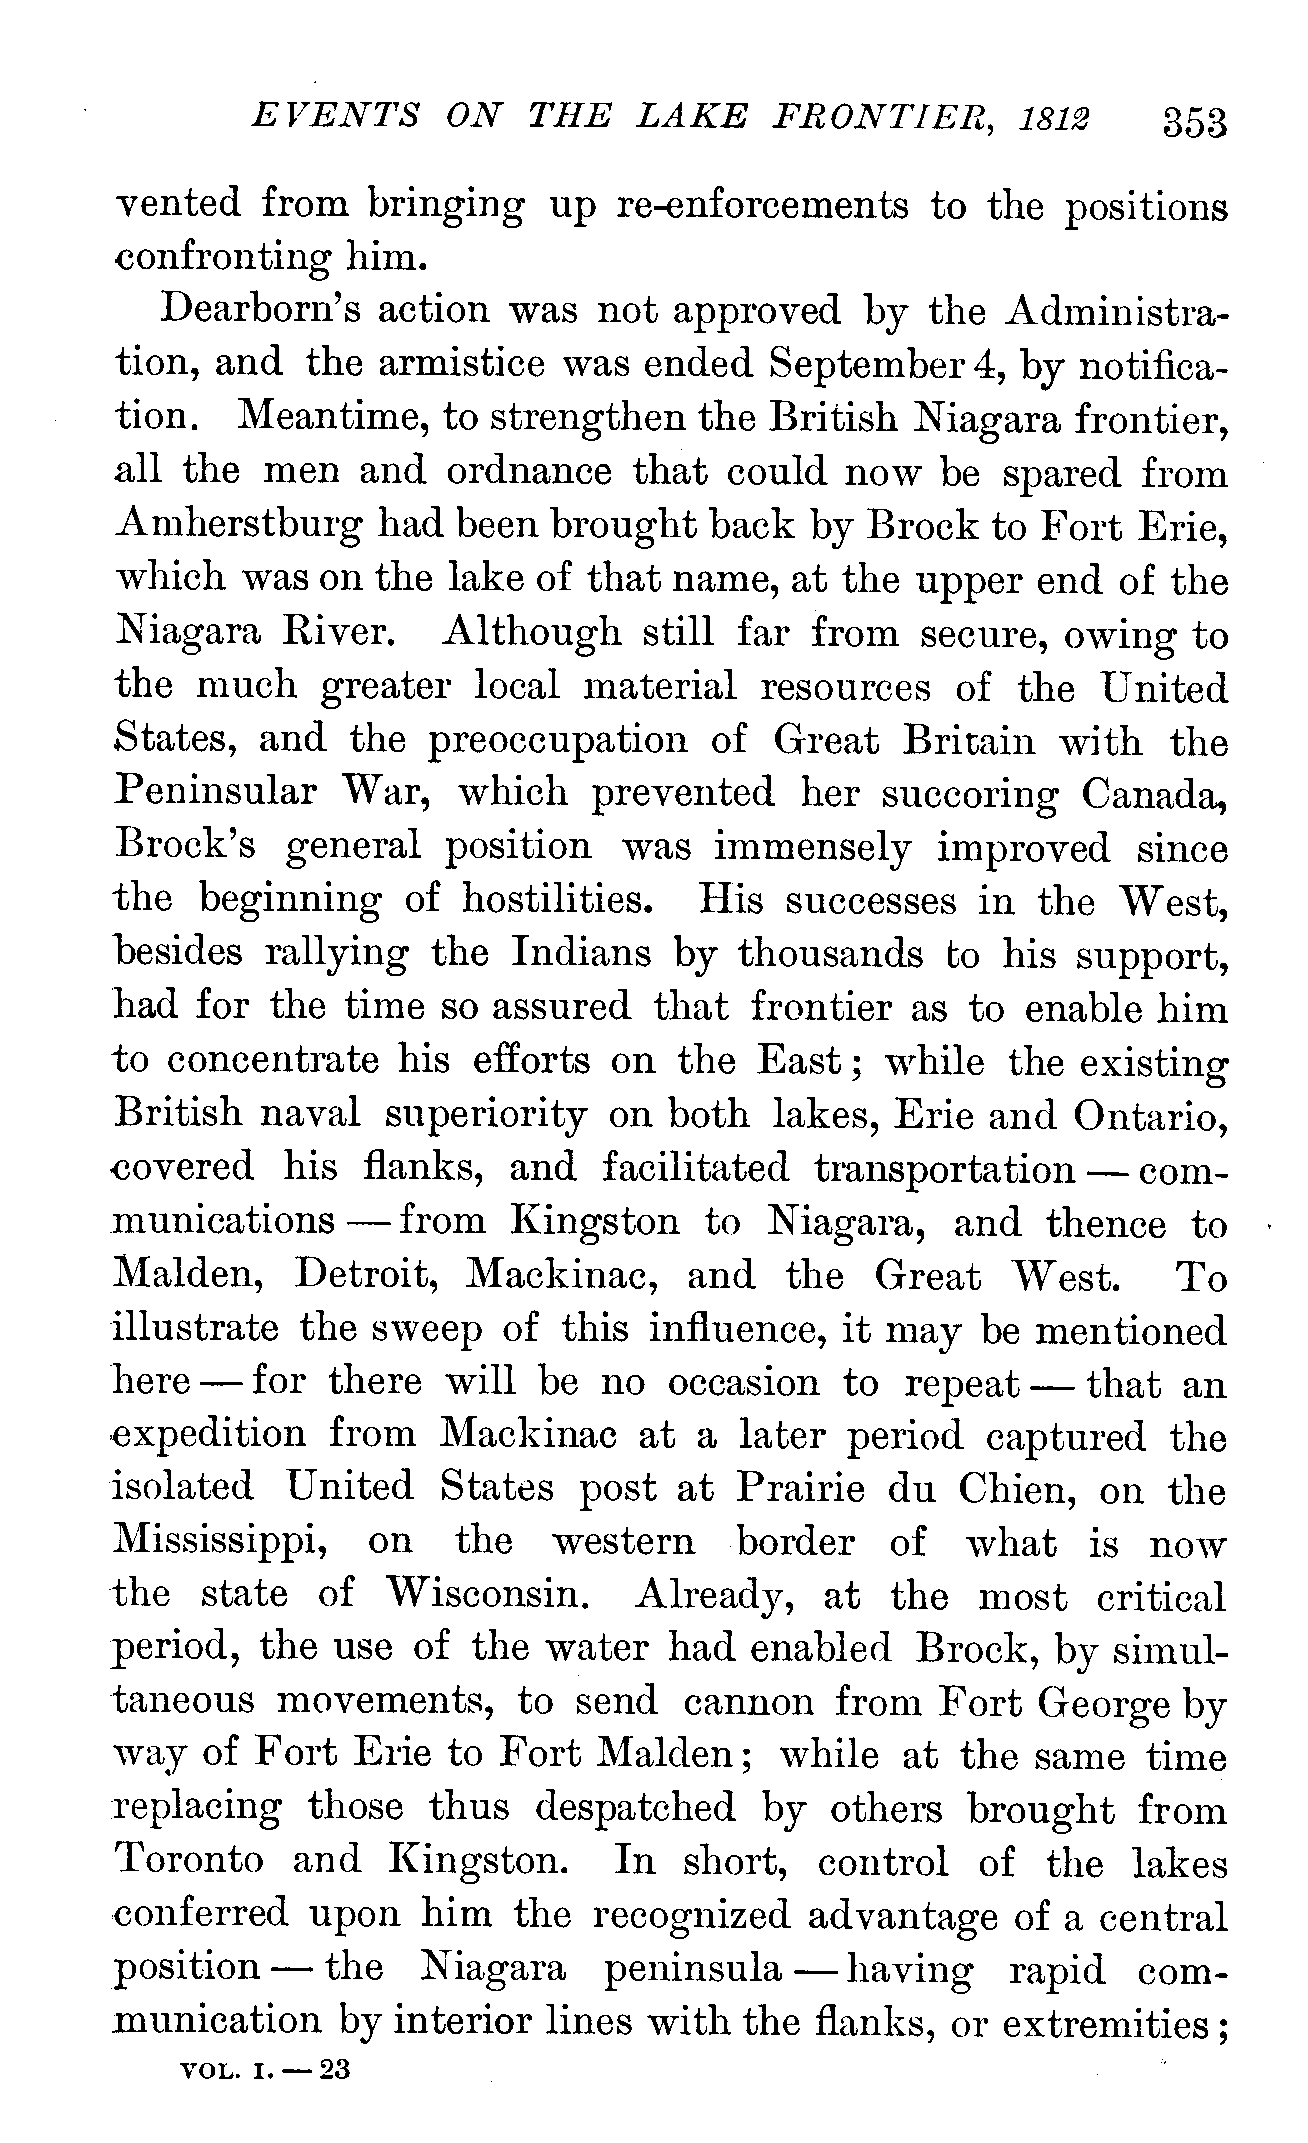 EVENTS ON THE LAKE FRONTIER, 1812 353
vented from bringing up re-enforcements to the positions
confronting him.
Dearborn's action was not approved by the Administra-
tion, and the armistice was ended September 4, by notifica-
tion. Meantime, to strengthen the British Niagara frontier,
all the men and ordnance that could now be spared from
Amherstburg had been brought back by Brock to Fort Erie,
which was on the lake of that name, at the upper end of the
Niagara River. Although still far from secure, owing to
the much greater local material resources of the United
States, and the preoccupation of Great Britain with the
Peninsular War, which prevented her succoring Canada,
Brock's general position was immensely improved since
the beginning of hostilities. His successes in the West,
besides rallying the Indians by thousands to his support,
had for the time so assured that frontier as to enable him
to concentrate his efforts on the East; while the existing
British naval superiority on both lakes, Erie and Ontario,
covered his flanks, and facilitated transportation — com-
munications — from Kingston to Niagara, and thence to
Malden, Detroit, Mackinac, and the Great West. To
illustrate the sweep of this influence, it may be mentioned
here — for there will be no occasion to repeat — that an
expedition from Mackinac at a later period captured the
isolated United States post at Prairie du Chien, on the
Mississippi, on the western border of what is now
the state of Wisconsin. Already, at the most critical
period, the use of the water had enabled Brock, by simul-
taneous movements, to send cannon from Fort George by
way of Fort Erie to Fort Malden; while at the same time
replacing those thus despatched by others brought from
Toronto and Kingston. In short, control of the lakes
conferred upon him the recognized advantage of a central
position — the Niagara peninsula — having rapid com-
munication by interior lines with the flanks, or extremities;
VOL. I. — 23